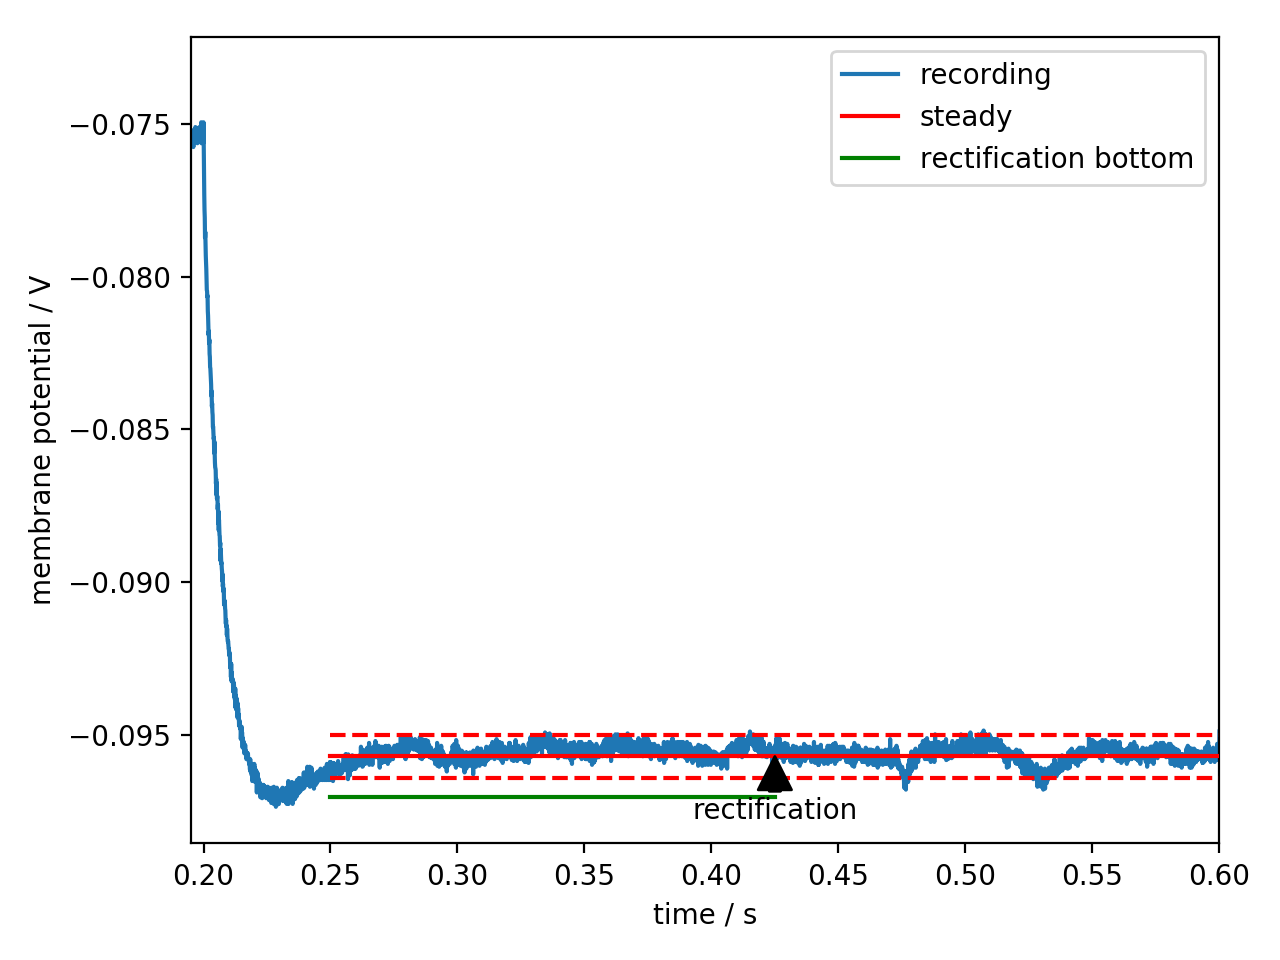 recording
steady
rectification bottom
−0.075
−0.080
−0.085
−0.090
−0.095
membrane potential / V
rectification
0.20 0.25 0.30 0.35 0.40 0.45 0.50 0.55 0.60
time / s